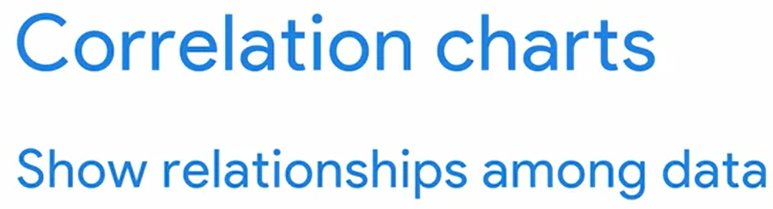 Correlation charts
Show relationships among data